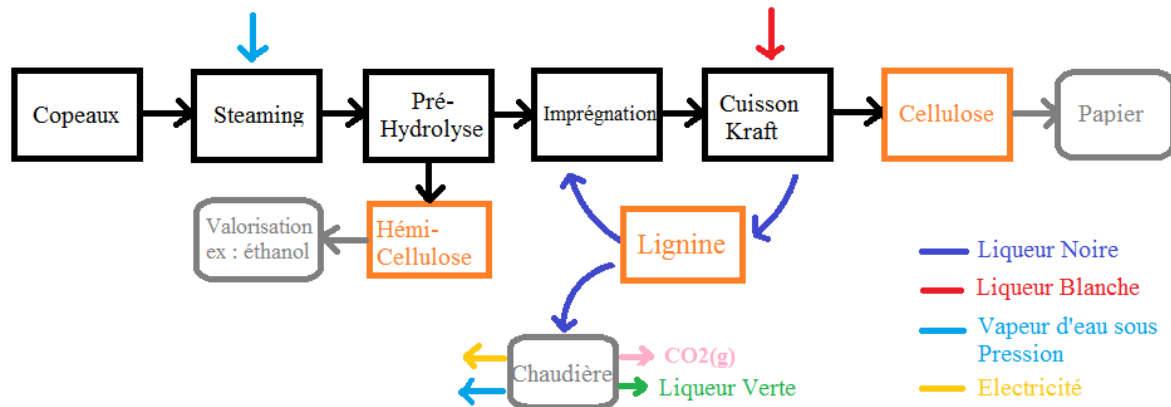 Copeaux
Steaming
Pré-
Hydrolyse
Imprégnation
Cuisson
Kraft
Cellulose
Papier
Valorisation
ex : éthanol
Hémi-
Cellulose
Lignine
Liqueur Noire
Liqueur Blanche
Vapeur d'eau sous
Pression
Electricité
Chaudière
CO2(g)
Liqueur Verte